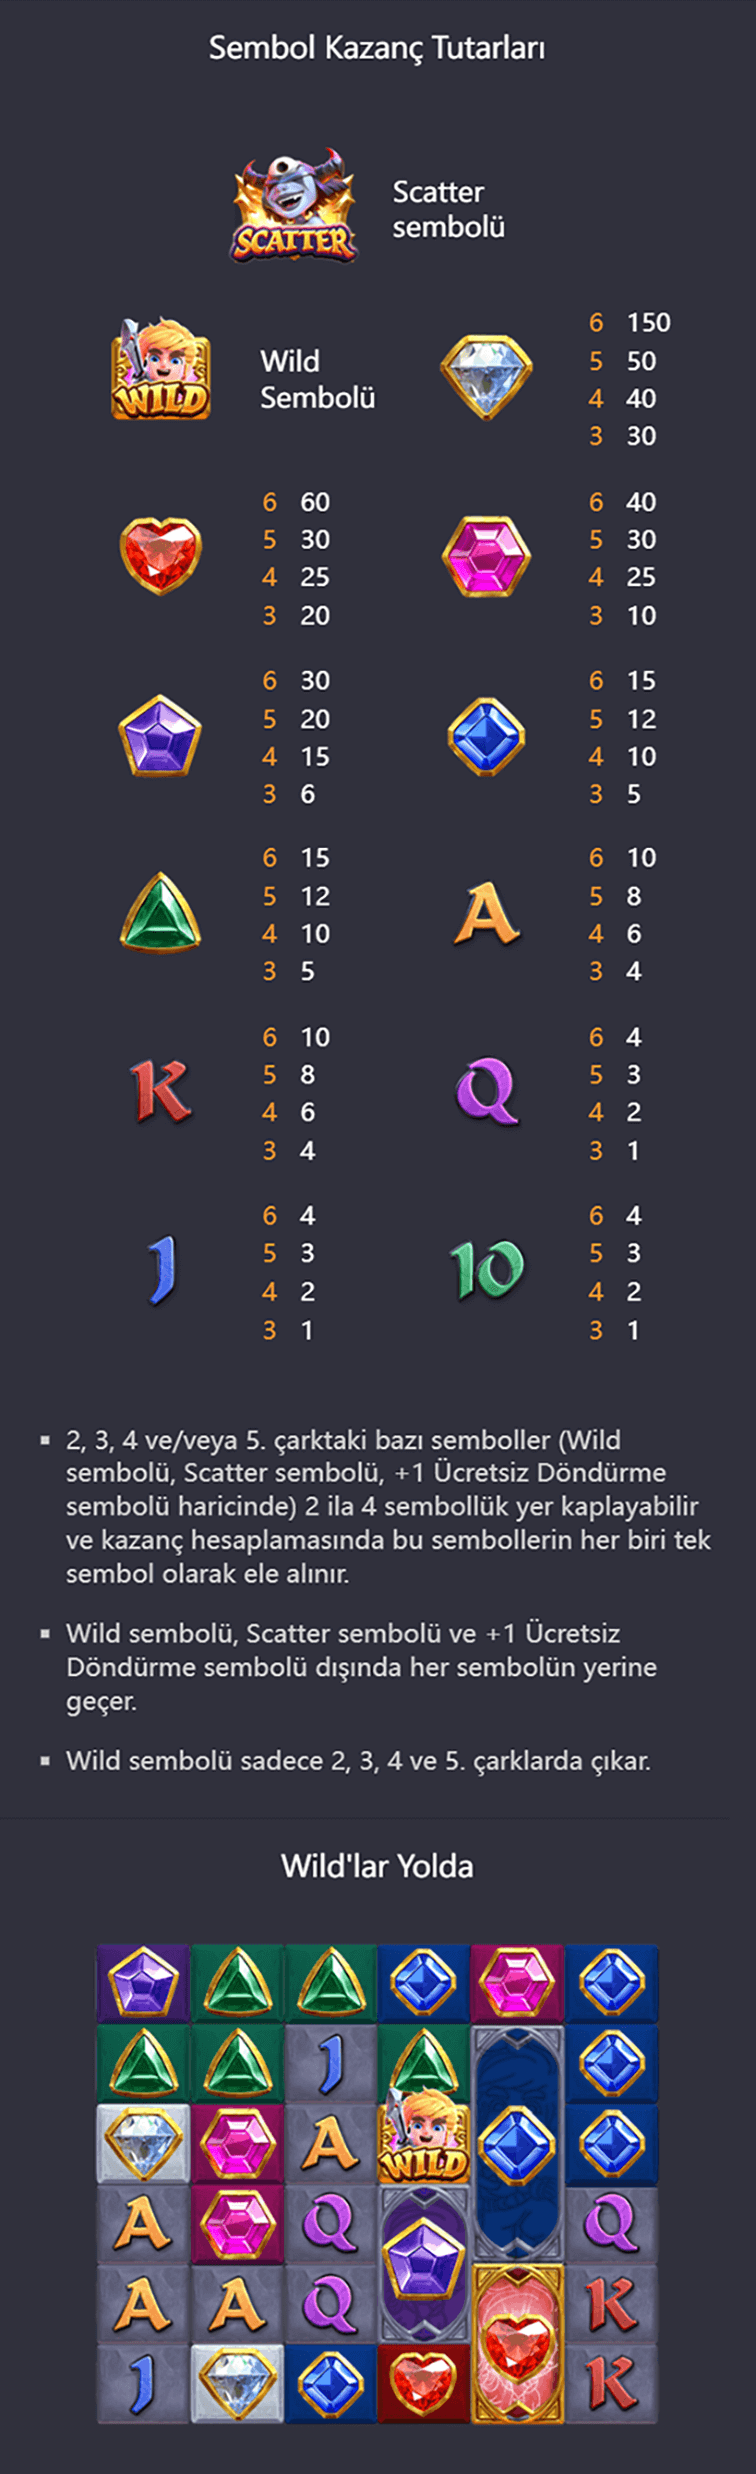 Sembol Kazanç Tutarları
SCATTER
Scatter
sembolü
WILD
Wild
Sembolü
6 150
5 50
4 40
3 30
6 60
5 30
4 25
3 20
6 40
5 30
4 25
3 10
6 30
5 20
4 15
3 6
6 15
5 12
4 10
3 5
6 15
5 12
4 10
3 5
A
6 10
5 8
4 6
3 4
K
6 10
5 8
4 6
3 4
Q
6 4
5 3
4 2
3 1
J
6 4
5 3
4 2
3 1
10
6 4
5 3
4 2
3 1
▪ 2, 3, 4 ve/veya 5. çarktaki bazı semboller (Wild
sembolü, Scatter sembolü, +1 Ücretsiz Döndürme
sembolü haricinde) 2 ila 4 sembollük yer kaplayabilir
ve kazanç hesaplamasında bu sembollerin her biri tek
sembol olarak ele alınır.
▪ Wild sembolü, Scatter sembolü ve +1 Ücretsiz
Döndürme sembolü dışında her sembolün yerine
geçer.
▪ Wild sembolü sadece 2, 3, 4 ve 5. çarklarda çıkar.
Wild'lar Yolda
J
A WILD
A Q Q
A A Q K
J K